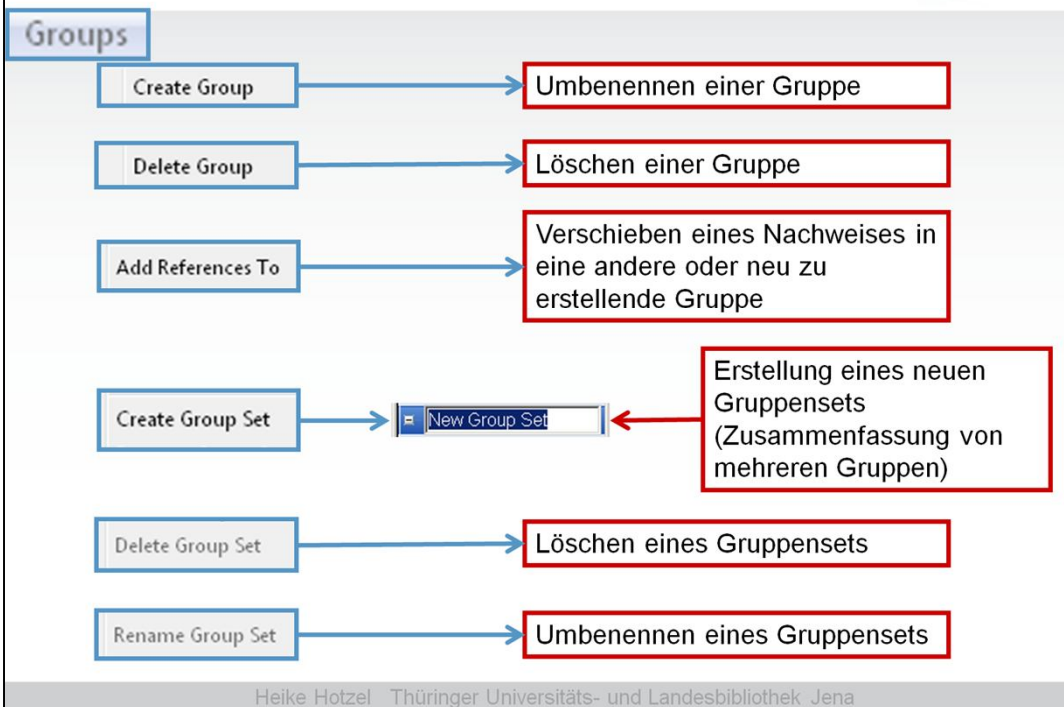 Groups
Create Group
Umbenennen einer Gruppe
Delete Group
Löschen einer Gruppe
Add References To
Verschieben eines Nachweises in
eine andere oder neu zu
erstellende Gruppe
Create Group Set
New Group Set
Erstellung eines neuen
Gruppensets
(Zusammenfassung von
mehreren Gruppen)
Delete Group Set
Löschen eines Gruppensets
Rename Group Set
Umbenennen eines Gruppensets
Heike Hotzel Thüringer Universitäts- und Landesbibliothek Jena